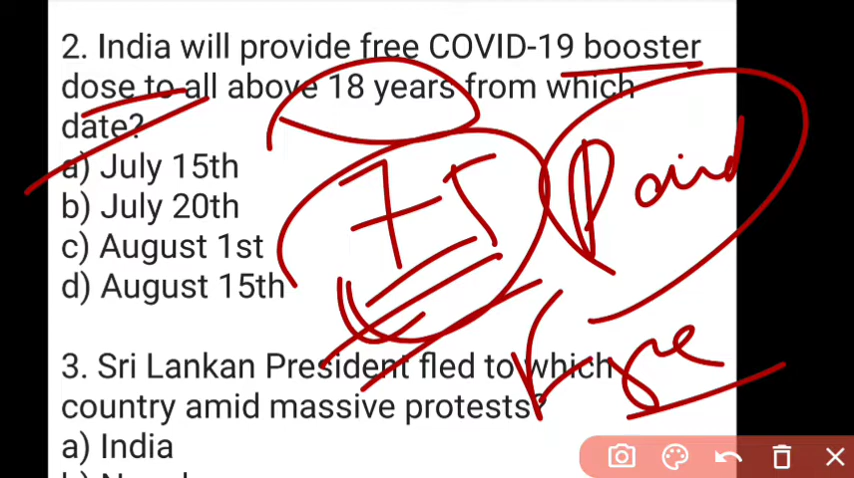 2. India will provide free COVID-19 booster
dose to all above 18 years from which
date?
a) July 15th
b) July 20th
c) August 1st
d) August 15th
75
Paid
Free
3. Sri Lankan President fled to which
country amid massive protests?
a) India